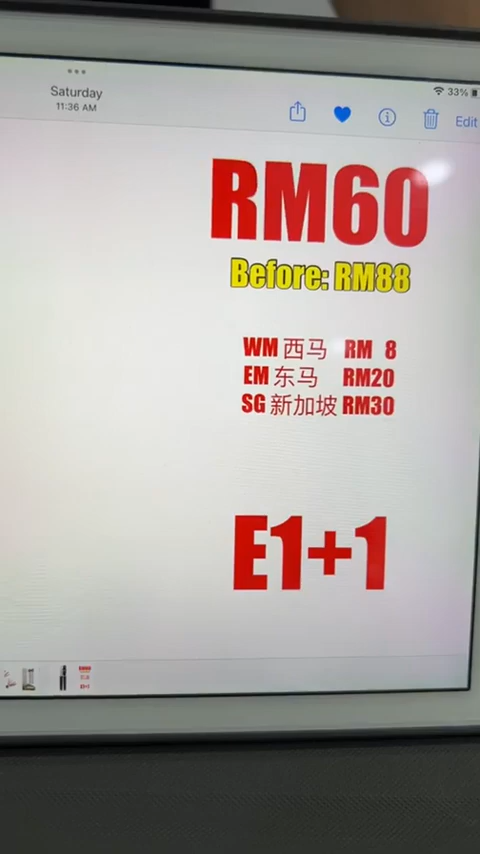 Saturday
33%
11:36 AM
Edit
RM60
Before: RM88
WM 西马 RM 8
EM 东马 RM20
SG 新加坡 RM30
E1+1